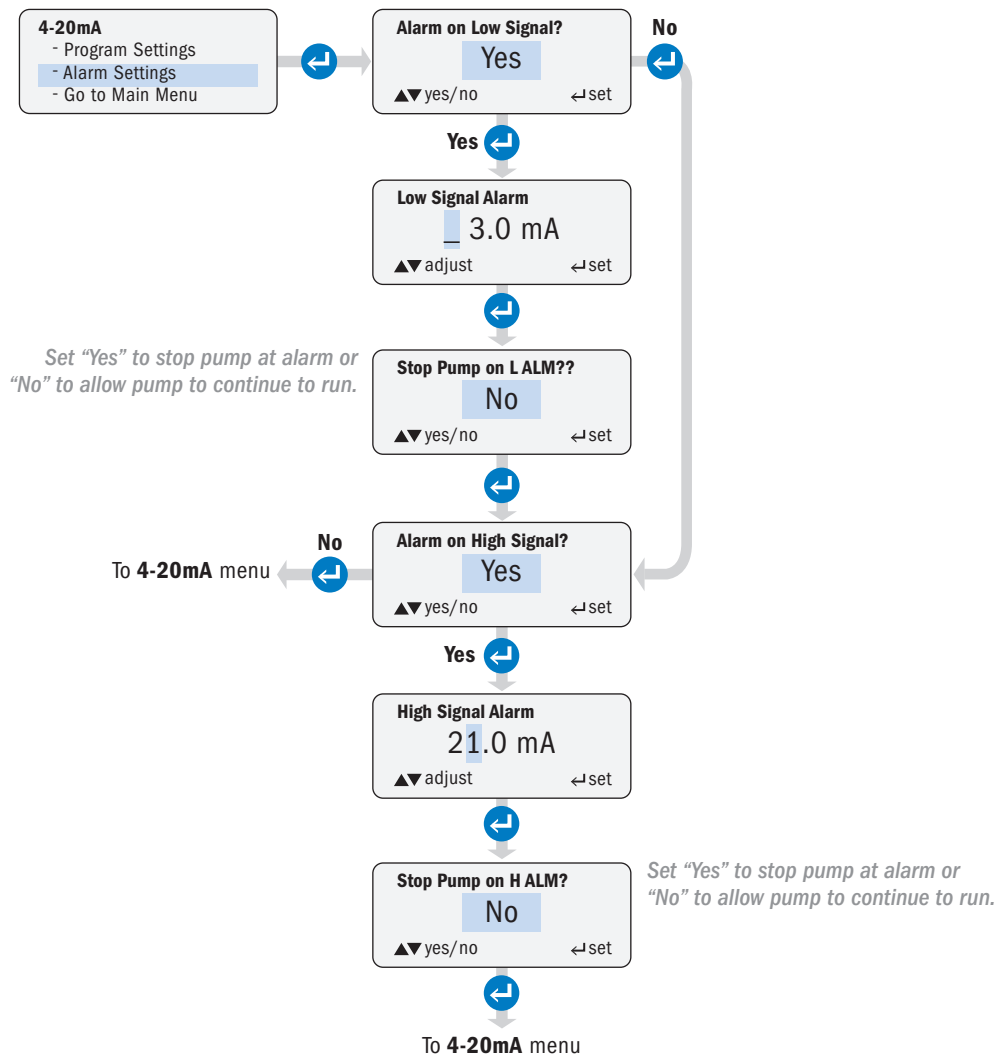 4-20mA
- Program Settings
- Alarm Settings
- Go to Main Menu
Alarm on Low Signal?
Yes
▲▼ yes/no ↵ set
No
Yes
Low Signal Alarm
_ 3.0 mA
▲▼ adjust ↵ set
Set “Yes” to stop pump at alarm or
“No” to allow pump to continue to run.
Stop Pump on L ALM??
No
▲▼ yes/no ↵ set
Alarm on High Signal?
Yes
▲▼ yes/no ↵ set
No
To 4-20mA menu
Yes
High Signal Alarm
21.0 mA
▲▼ adjust ↵ set
Stop Pump on H ALM?
No
▲▼ yes/no ↵ set
Set “Yes” to stop pump at alarm or
“No” to allow pump to continue to run.
To 4-20mA menu